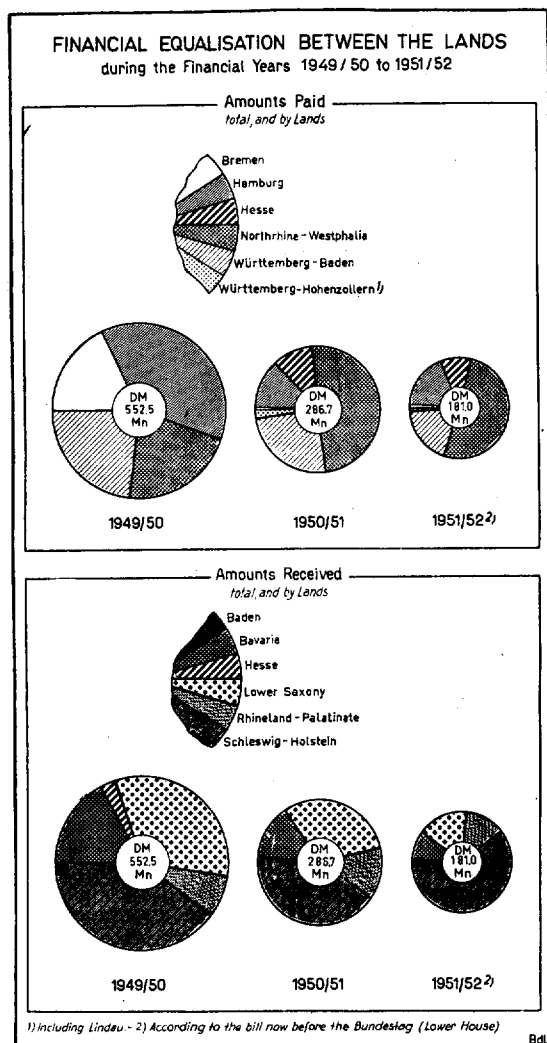 FINANCIAL EQUALISATION BETWEEN THE LANDS
during the Financial Years 1949/50 to 1951/52
Amounts Paid
total, and by Lands
Bremen
Hamburg
Hesse
Northrhine-Westphalia
Württemberg-Baden
Württemberg-Hohenzollern 1)
DM
552.5
Mn
DM
286.7
Mn
DM
181.0
Mn
1949/50
1950/51
1951/52 2)
Amounts Received
total, and by Lands
Baden
Bavaria
Hesse
Lower Saxony
Rhineland-Palatinate
Schleswig-Holstein
DM
552.5
Mn
DM
286.7
Mn
DM
181.0
Mn
1949/50
1950/51
1951/52 2)
1) Including Lindau.- 2) According to the bill now before the Bundestag (Lower House)
BdL